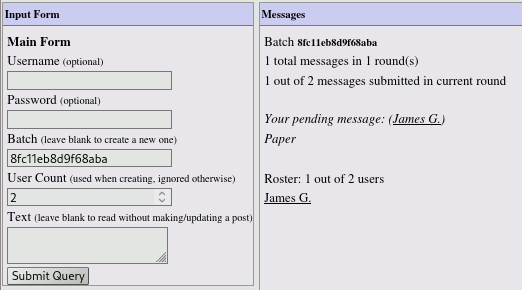 Input Form
Main Form
Username (optional)
Password (optional)
Batch (leave blank to create a new one)
8fc11eb8d9f68aba
User Count (used when creating, ignored otherwise)
2
Text (leave blank to read without making/updating a post)
Submit Query
Messages
Batch 8fc11eb8d9f68aba
1 total messages in 1 round(s)
1 out of 2 messages submitted in current round
Your pending message: (James G.)
Paper
Roster: 1 out of 2 users
James G.